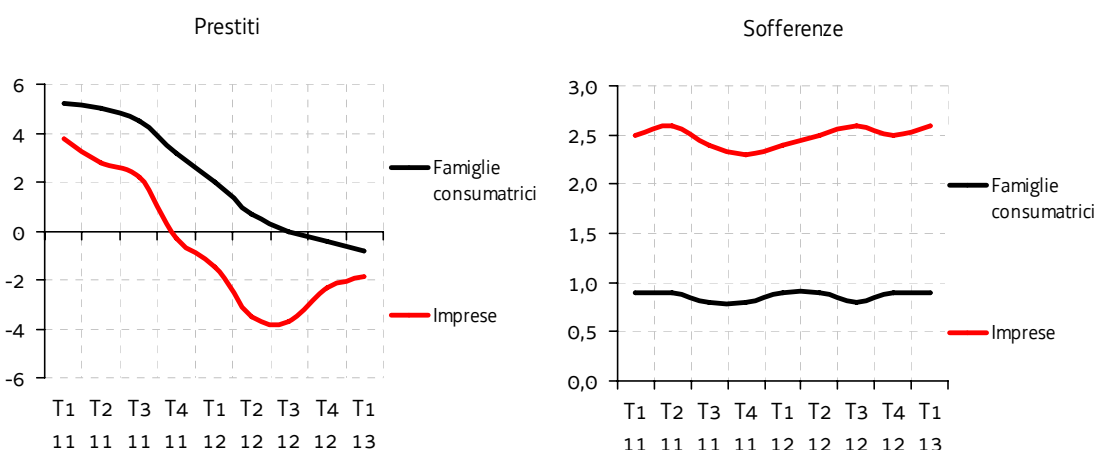 Prestiti
6
4
2
0
-2
-4
-6
T1 T2 T3 T4 T1 T2 T3 T4 T1
11 11 11 11 12 12 12 12 13
Famiglie
consumatrici
Imprese
Sofferenze
3,0
2,5
2,0
1,5
1,0
0,5
0,0
T1 T2 T3 T4 T1 T2 T3 T4 T1
11 11 11 11 12 12 12 12 13
Famiglie
consumatrici
Imprese